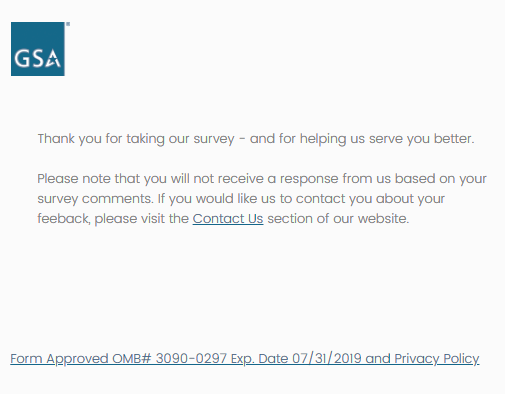 GSA
Thank you for taking our survey - and for helping us serve you better.
Please note that you will not receive a response from us based on your
survey comments. If you would like us to contact you about your
feeback, please visit the Contact Us section of our website.
Form Approved OMB# 3090-0297 Exp. Date 07/31/2019 and Privacy Policy